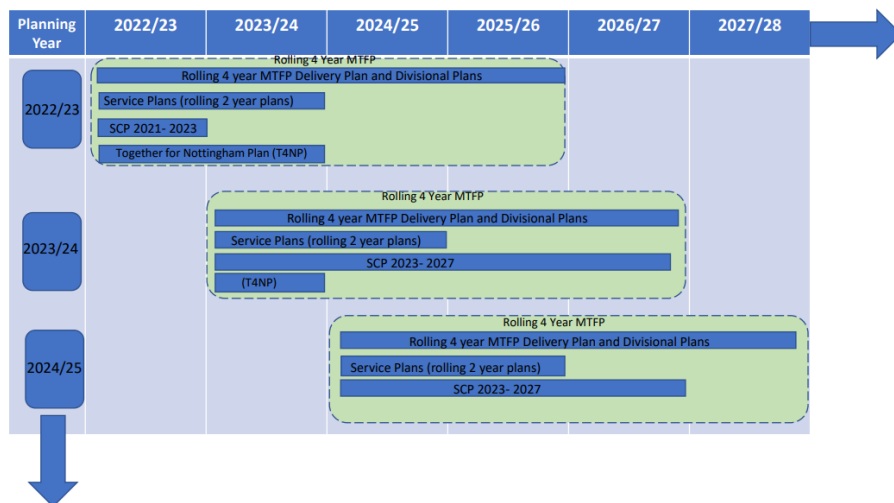 Planning
Year
2022/23
2023/24
2024/25
2025/26
2026/27
2027/28
2022/23
Rolling 4 Year MTFP
Rolling 4 year MTFP Delivery Plan and Divisional Plans
Service Plans (rolling 2 year plans)
SCP 2021- 2023
Together for Nottingham Plan (T4NP)
2023/24
Rolling 4 Year MTFP
Rolling 4 year MTFP Delivery Plan and Divisional Plans
Service Plans (rolling 2 year plans)
SCP 2023- 2027
(T4NP)
2024/25
Rolling 4 Year MTFP
Rolling 4 year MTFP Delivery Plan and Divisional Plans
Service Plans (rolling 2 year plans)
SCP 2023- 2027